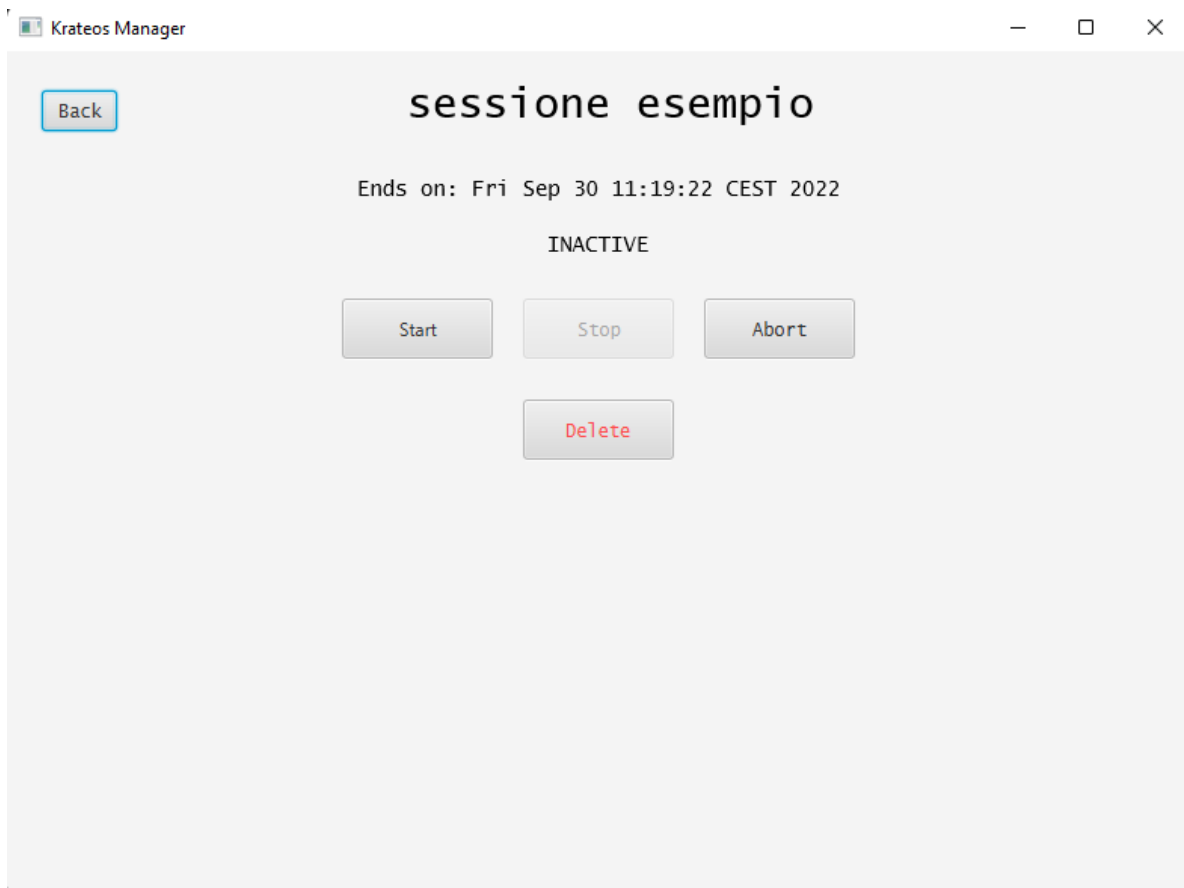 Krateos Manager
Back
sessione esempio
Ends on: Fri Sep 30 11:19:22 CEST 2022
INACTIVE
Start Stop Abort
Delete